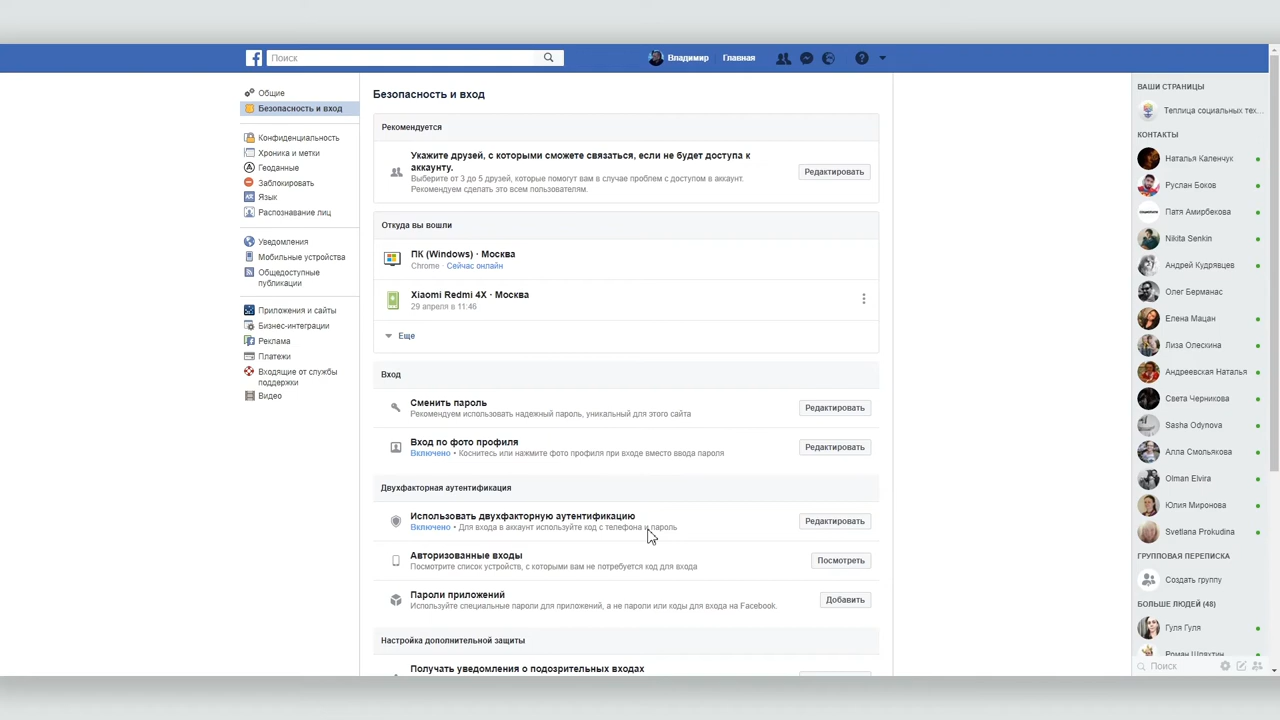 Поиск
Владимир
Главная
Общие
Безопасность и вход
Конфиденциальность
Хроника и метки
Геоданные
Заблокировать
Язык
Распознавание лиц
Уведомления
Мобильные устройства
Общедоступные
публикации
Приложения и сайты
Бизнес-интеграции
Реклама
Платежи
Входящие от службы
поддержки
Видео
Безопасность и вход
Рекомендуется
Укажите друзей, с которыми сможете связаться, если не будет доступа к
аккаунту.
Выберите от 3 до 5 друзей, которые помогут вам в случае проблем с доступом в аккаунт.
Рекомендуем сделать это всем пользователям.
Редактировать
Откуда вы вошли
ПК (Windows) · Москва
Chrome · Сейчас онлайн
Xiaomi Redmi 4X · Москва
29 апреля в 11:46
Еще
Вход
Сменить пароль
Рекомендуем использовать надежный пароль, уникальный для этого сайта
Редактировать
Вход по фото профиля
Включено • Коснитесь или нажмите фото профиля при входе вместо ввода пароля
Редактировать
Двухфакторная аутентификация
Использовать двухфакторную аутентификацию
Включено • Для входа в аккаунт используйте код с телефона и пароль
Редактировать
Авторизованные входы
Посмотрите список устройств, с которыми вам не потребуется код для входа
Посмотреть
Пароли приложений
Используйте специальные пароли для приложений, а не пароли или коды для входа на Facebook.
Добавить
Настройка дополнительной защиты
Получать уведомления о подозрительных входах
ВАШИ СТРАНИЦЫ
Теплица социальных тех...
КОНТАКТЫ
Наталья Каленчук
Руслан Боков
Патя Амирбекова
Nikita Senkin
Андрей Кудрявцев
Олег Берманас
Елена Мацан
Лиза Олескина
Андреевская Наталья
Света Черникова
Sasha Odynova
Алла Смольякова
Olman Elvira
Юлия Миронова
Svetlana Prokudina
ГРУППОВАЯ ПЕРЕПИСКА
Создать группу
БОЛЬШЕ ЛЮДЕЙ (48)
Гуля Гуля
Роман Шляхтин
Поиск